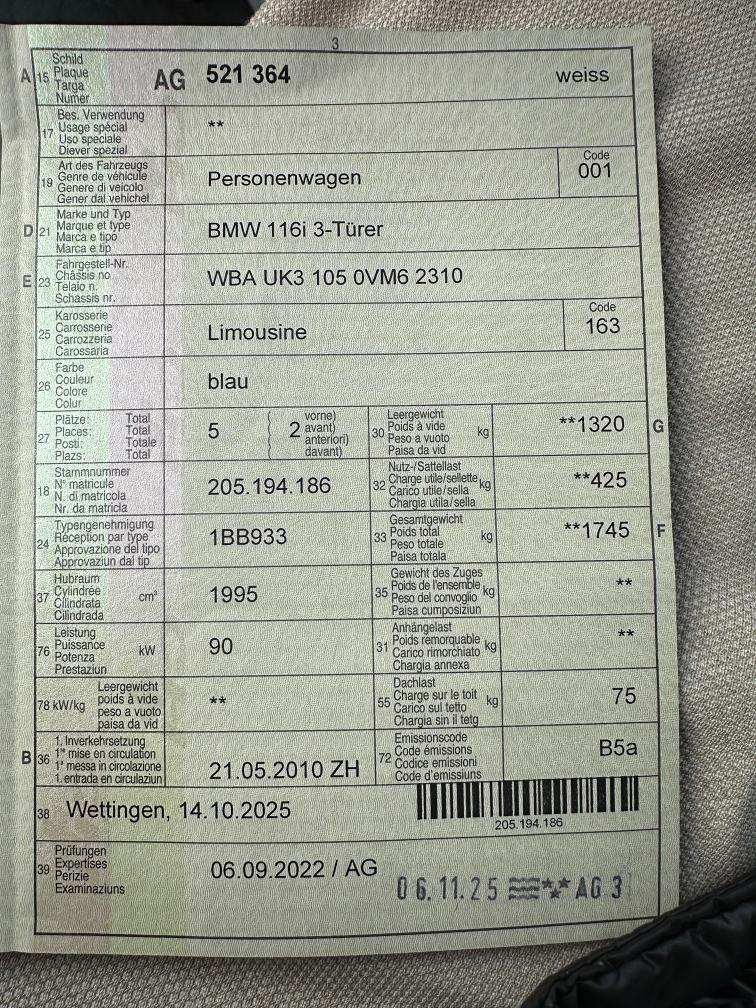 3
A 15 Schild
Plaque
Targa
Numer
AG 521 364 weiss
17 Bes. Verwendung
Usage spécial
Uso speciale
Diever spezial
**
19 Art des Fahrzeugs
Genre de véhicule
Genere di veicolo
Gener dal vehichel
Personenwagen
Code
001
D 21 Marke und Typ
Marque et type
Marca e tipo
Marca e tip
BMW 116i 3-Türer
E 23 Fahrgestell-Nr.
Châssis no
Telaio n.
Schassis nr.
WBA UK3 105 0VM6 2310
25 Karosserie
Carrosserie
Carrozzeria
Carossaria
Limousine
Code
163
26 Farbe
Couleur
Colore
Colur
blau
27 Plätze: Total
Places: Total
Posti: Totale
Plazs: Total
5 ( 2 vorne)
avant)
anteriori)
davant)
30 Leergewicht
Poids à vide
Peso a vuoto
Paisa da vid
kg
**1320 G
18 Stammnummer
N° matricule
N. di matricola
Nr. da matricla
205.194.186
32 Nutz-/Sattellast
Charge utile/sellette
Carico utile/sella
Chargia utila/sella
kg
**425
24 Typengenehmigung
Réception par type
Approvazione del tipo
Approvaziun dal tip
1BB933
33 Gesamtgewicht
Poids total
Peso totale
Paisa totala
kg
**1745 F
37 Hubraum
Cylindrée
Cilindrata
Cilindrada
cm³
1995
35 Gewicht des Zuges
Poids de l'ensemble
Peso del convoglio
Paisa cumposiziun
kg
**
76 Leistung
Puissance
Potenza
Prestaziun
kW
90
31 Anhängelast
Poids remorquable
Carico rimorchiato
Chargia annexa
kg
**
78 kW/kg Leergewicht
poids à vide
peso a vuoto
paisa da vid
**
55 Dachlast
Charge sur le toit
Carico sul tetto
Chargia sin il tetg
kg
75
B 36 1. Inverkehrsetzung
1re mise en circulation
1a messa in circolazione
1. entrada en circulaziun
21.05.2010 ZH
72 Emissionscode
Code émissions
Codice emissioni
Code d'emissiuns
B5a
38 Wettingen, 14.10.2025
205.194.186
39 Prüfungen
Expertises
Perizie
Examinaziuns
06.09.2022 / AG
06.11.25 AG 3